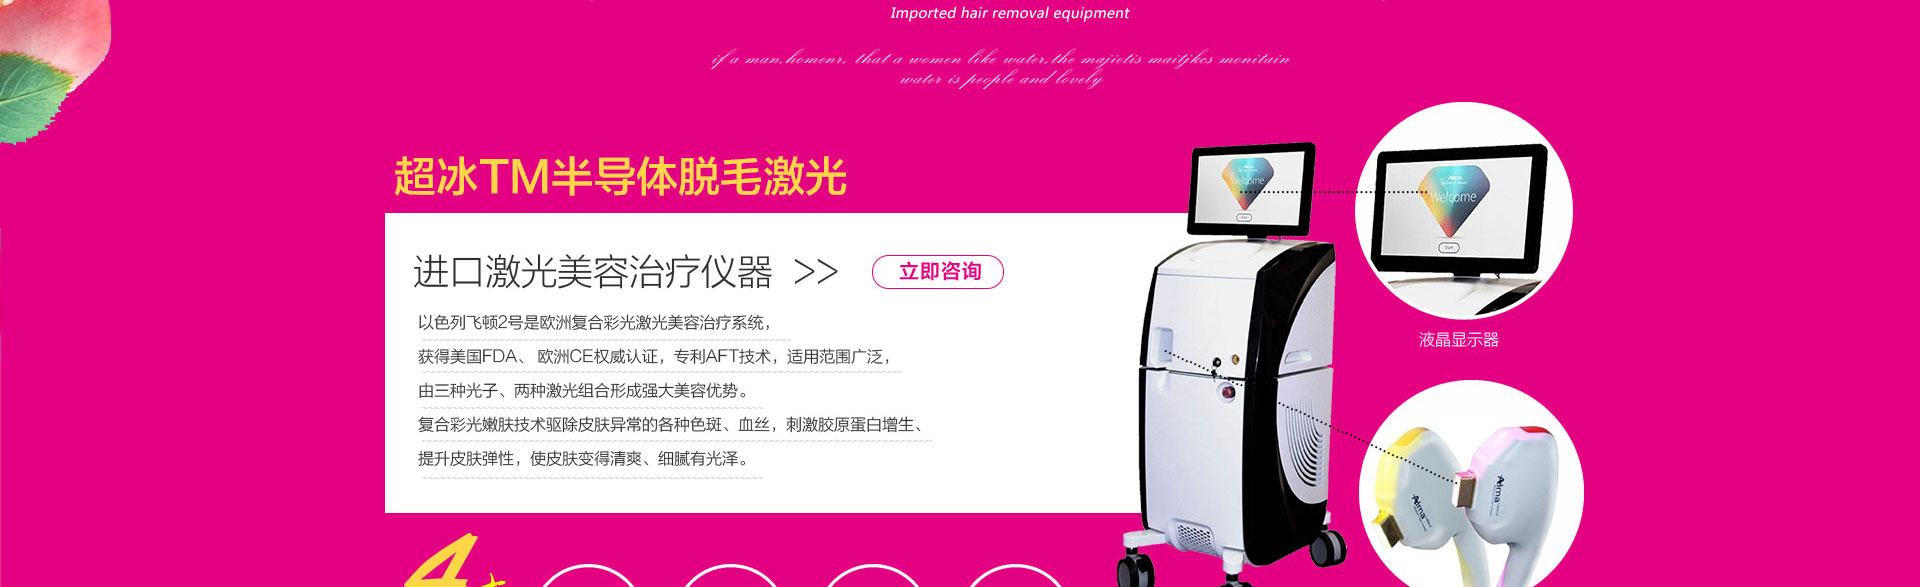 Imported hair removal equipment
if a man,homenr, that a women like water,the majietis maitjkes monitain
water is people and lovely
超冰TM半导体脱毛激光
进口激光美容治疗仪器 >>
立即咨询
以色列飞顿2号是欧洲复合彩光激光美容治疗系统，
获得美国FDA、 欧洲CE权威认证，专利AFT技术，适用范围广泛，
由三种光子、两种激光组合形成强大美容优势。
复合彩光嫩肤技术驱除皮肤异常的各种色斑、血丝，刺激胶原蛋白增生、
提升皮肤弹性，使皮肤变得清爽、细腻有光泽。
Welcome
Alma
Welcome
液晶显示器
Alma
Alma
4大